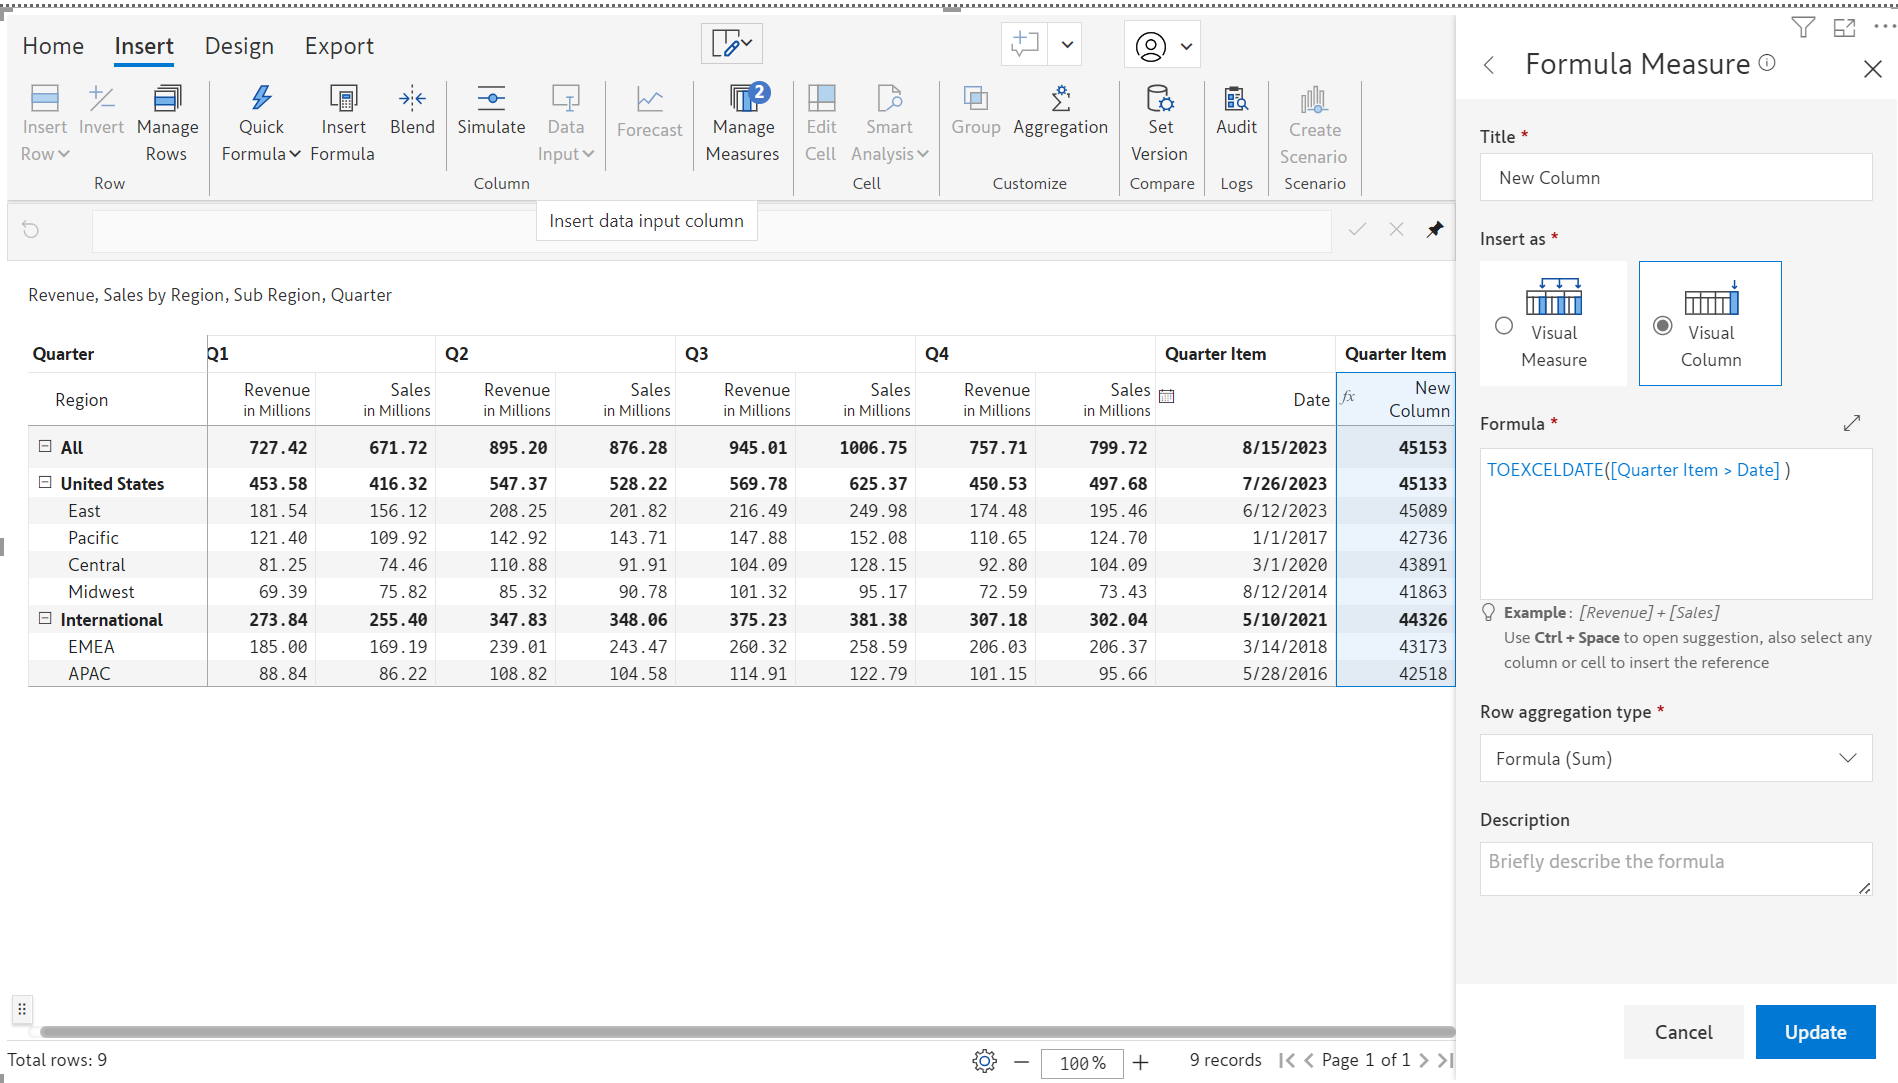 Home Insert Design Export
Insert Row
Invert
Manage Rows
Row
Quick Formula
Insert Formula
Blend
Simulate
Data Input
Column
Forecast
2
Manage Measures
Edit Cell
Smart Analysis
Cell
Group
Aggregation
Customize
Set Version
Compare
Audit
Logs
Create Scenario
Scenario
Insert data input column
Revenue, Sales by Region, Sub Region, Quarter
Quarter Q1 Q2 Q3 Q4 Quarter Item Quarter Item
Region Revenue in Millions Sales in Millions Revenue in Millions Sales in Millions Revenue in Millions Sales in Millions Revenue in Millions Sales in Millions Date fx New Column
All 727.42 671.72 895.20 876.28 945.01 1006.75 757.71 799.72 8/15/2023 45153
United States 453.58 416.32 547.37 528.22 569.78 625.37 450.53 497.68 7/26/2023 45133
East 181.54 156.12 208.25 201.82 216.49 249.98 174.48 195.46 6/12/2023 45089
Pacific 121.40 109.92 142.92 143.71 147.88 152.08 110.65 124.70 1/1/2017 42736
Central 81.25 74.46 110.88 91.91 104.09 128.15 92.80 104.09 3/1/2020 43891
Midwest 69.39 75.82 85.32 90.78 101.32 95.17 72.59 73.43 8/12/2014 41863
International 273.84 255.40 347.83 348.06 375.23 381.38 307.18 302.04 5/10/2021 44326
EMEA 185.00 169.19 239.01 243.47 260.32 258.59 206.03 206.37 3/14/2018 43173
APAC 88.84 86.22 108.82 104.58 114.91 122.79 101.15 95.66 5/28/2016 42518
Total rows: 9
100%
9 records
Page 1 of 1
Formula Measure
Title *
New Column
Insert as *
Visual Measure
Visual Column
Formula *
TOEXCELDATE([Quarter Item > Date] )
Example : [Revenue] + [Sales]
Use Ctrl + Space to open suggestion, also select any
column or cell to insert the reference
Row aggregation type *
Formula (Sum)
Description
Briefly describe the formula
Cancel Update